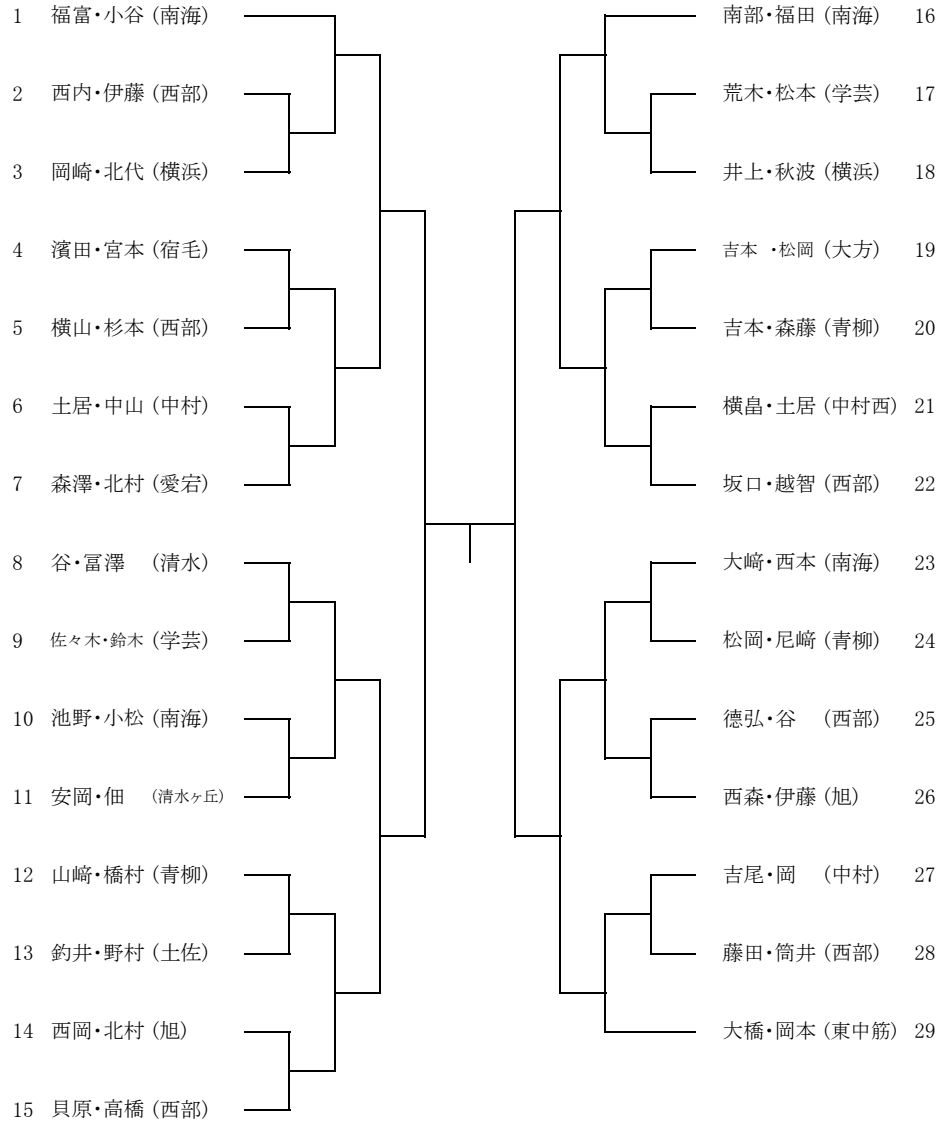 1 福富・小谷 (南海)
2 西内・伊藤 (西部)
3 岡崎・北代 (横浜)
4 濱田・宮本 (宿毛)
5 横山・杉本 (西部)
6 土居・中山 (中村)
7 森澤・北村 (愛宕)
8 谷・冨澤 (清水)
9 佐々木・鈴木 (学芸)
10 池野・小松 (南海)
11 安岡・佃 (清水ヶ丘)
12 山﨑・橋村 (青柳)
13 釣井・野村 (土佐)
14 西岡・北村 (旭)
15 貝原・高橋 (西部)
南部・福田 (南海) 16
荒木・松本 (学芸) 17
井上・秋波 (横浜) 18
吉本 ・松岡 (大方) 19
吉本・森藤 (青柳) 20
横畠・土居 (中村西) 21
坂口・越智 (西部) 22
大﨑・西本 (南海) 23
松岡・尼﨑 (青柳) 24
德弘・谷 (西部) 25
西森・伊藤 (旭) 26
吉尾・岡 (中村) 27
藤田・筒井 (西部) 28
大橋・岡本 (東中筋) 29